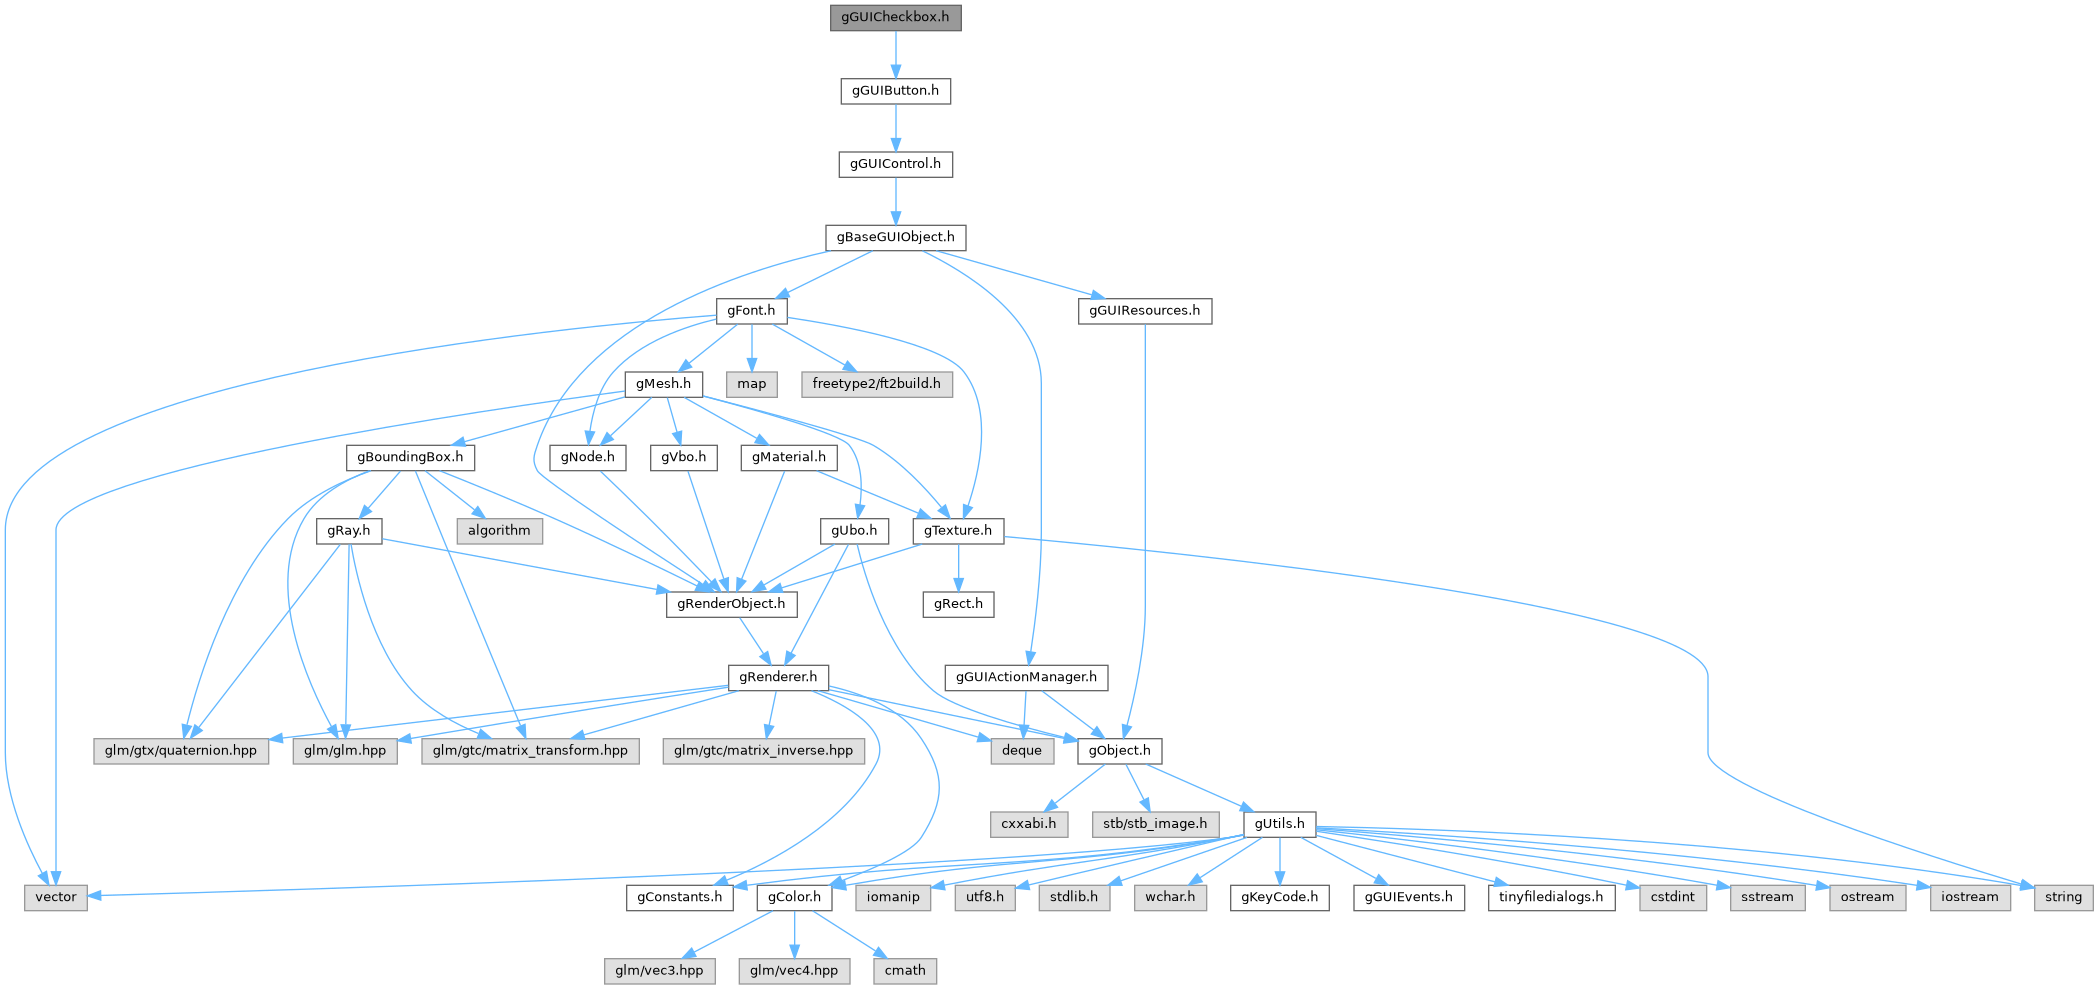 gGUICheckbox.h
gGUIButton.h
gGUIControl.h
gBaseGUIObject.h
gFont.h
gGUIResources.h
gMesh.h
map
freetype2/ft2build.h
gBoundingBox.h
gNode.h
gVbo.h
gMaterial.h
gRay.h
algorithm
gUbo.h
gTexture.h
gRenderObject.h
gRect.h
gRenderer.h
gGUIActionManager.h
glm/gtx/quaternion.hpp
glm/glm.hpp
glm/gtc/matrix_transform.hpp
glm/gtc/matrix_inverse.hpp
deque
gObject.h
cxxabi.h
stb/stb_image.h
gUtils.h
vector
gConstants.h
gColor.h
iomanip
utf8.h
stdlib.h
wchar.h
gKeyCode.h
gGUIEvents.h
tinyfiledialogs.h
cstdint
sstream
ostream
iostream
string
glm/vec3.hpp
glm/vec4.hpp
cmath